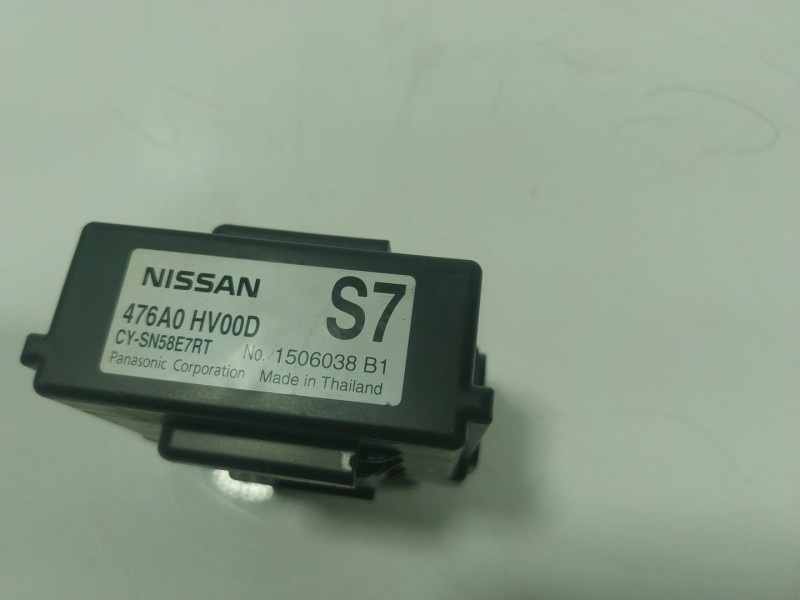 NISSAN
S7
476A0 HV00D
CY-SN58E7RT
No. 1506038 B1
Panasonic Corporation Made in Thailand